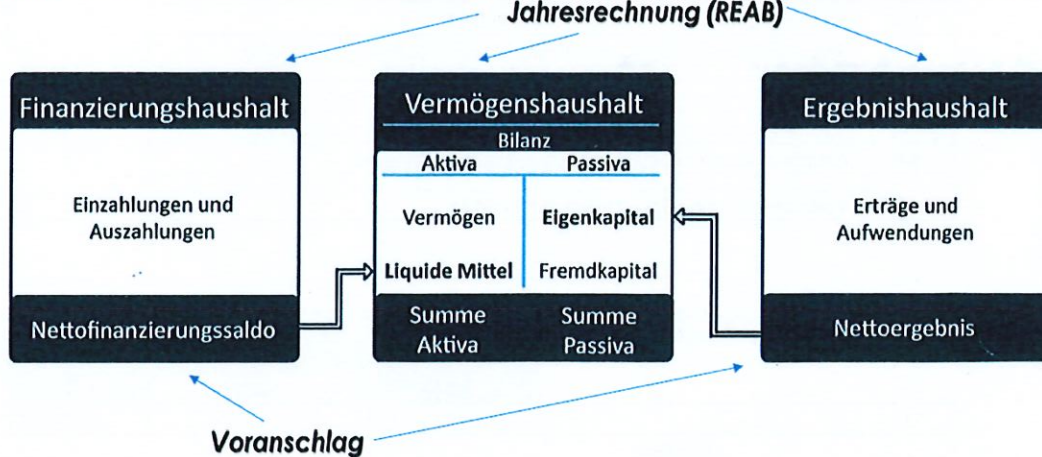 Jahresrechnung (REAB)
Finanzierungshaushalt
Einzahlungen und
Auszahlungen
Nettofinanzierungssaldo
Vermögenshaushalt
Bilanz
Aktiva Passiva
Vermögen Eigenkapital
Liquide Mittel Fremdkapital
Summe Summe
Aktiva Passiva
Ergebnishaushalt
Erträge und
Aufwendungen
Nettoergebnis
Voranschlag